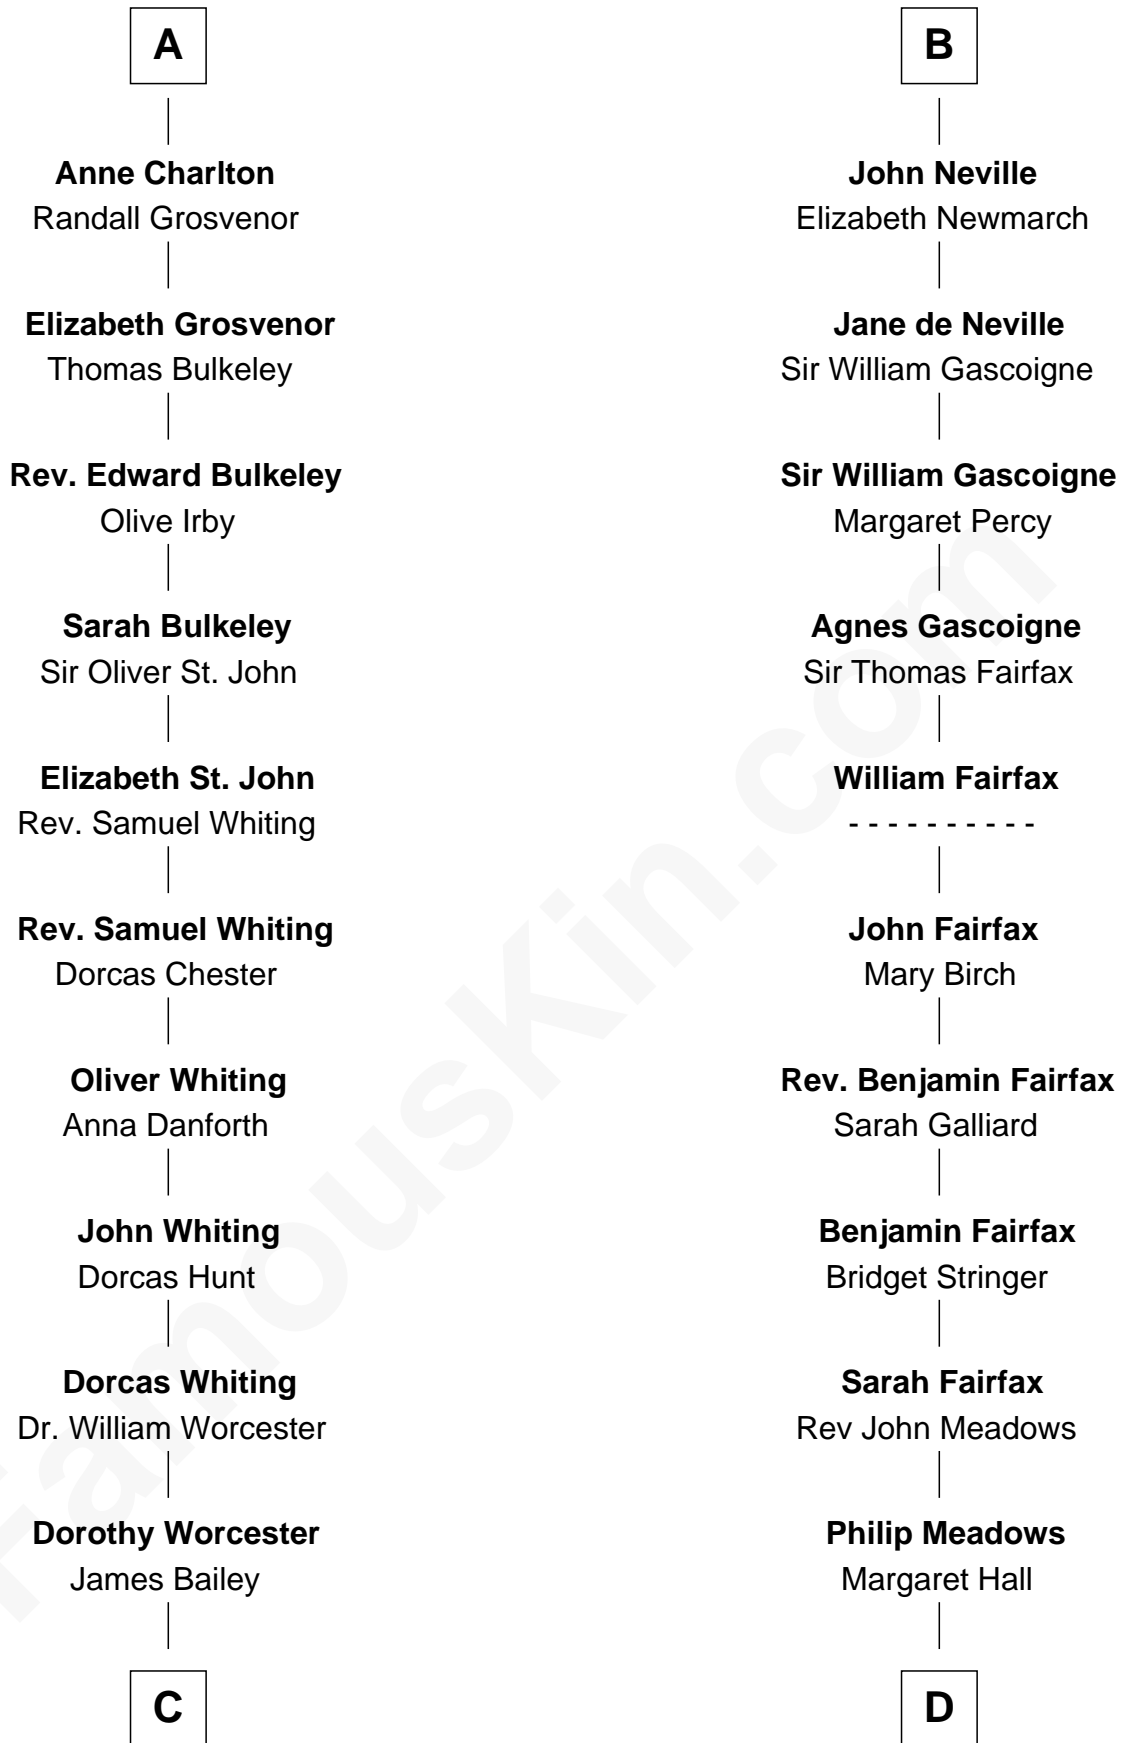 A
Anne Charlton
Randall Grosvenor
Elizabeth Grosvenor
Thomas Bulkeley
Rev. Edward Bulkeley
Olive Irby
Sarah Bulkeley
Sir Oliver St. John
Elizabeth St. John
Rev. Samuel Whiting
Rev. Samuel Whiting
Dorcas Chester
Oliver Whiting
Anna Danforth
John Whiting
Dorcas Hunt
Dorcas Whiting
Dr. William Worcester
Dorothy Worcester
James Bailey
C
B
John Neville
Elizabeth Newmarch
Jane de Neville
Sir William Gascoigne
Sir William Gascoigne
Margaret Percy
Agnes Gascoigne
Sir Thomas Fairfax
William Fairfax
- - - - - - - - - -
John Fairfax
Mary Birch
Rev. Benjamin Fairfax
Sarah Galliard
Benjamin Fairfax
Bridget Stringer
Sarah Fairfax
Rev John Meadows
Philip Meadows
Margaret Hall
D
FamousKin.com